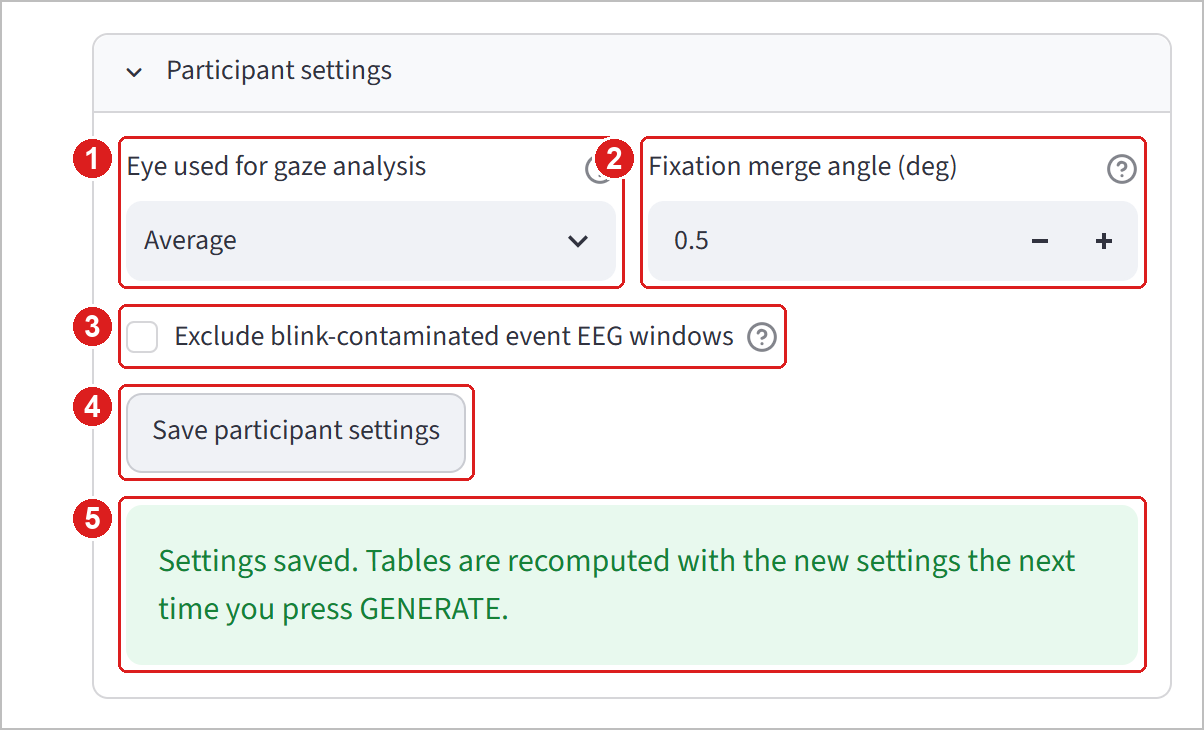 Participant settings
1
Eye used for gaze analysis
2
Fixation merge angle (deg)
?
Average
0.5
3
Exclude blink-contaminated event EEG windows
?
4
Save participant settings
5
Settings saved. Tables are recomputed with the new settings the next
time you press GENERATE.